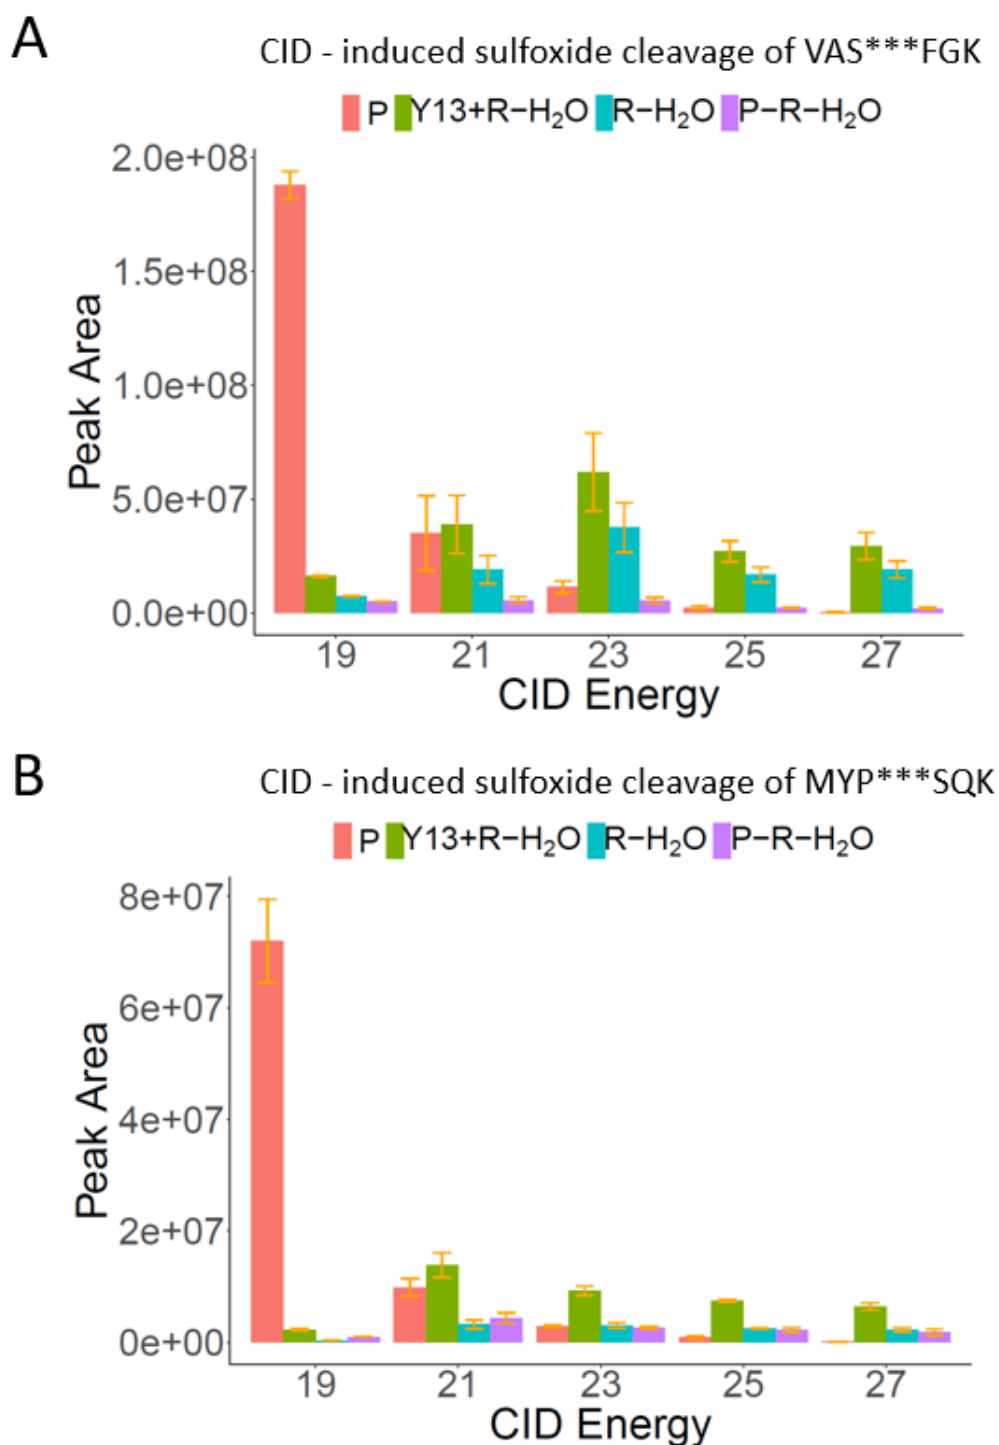 A
CID - induced sulfoxide cleavage of VAS***FGK
P Y13+R−H₂O R−H₂O P−R−H₂O
Peak Area
2.0e+08
1.5e+08
1.0e+08
5.0e+07
0.0e+00
19 21 23 25 27
CID Energy
B
CID - induced sulfoxide cleavage of MYP***SQK
P Y13+R−H₂O R−H₂O P−R−H₂O
Peak Area
8e+07
6e+07
4e+07
2e+07
0e+00
19 21 23 25 27
CID Energy